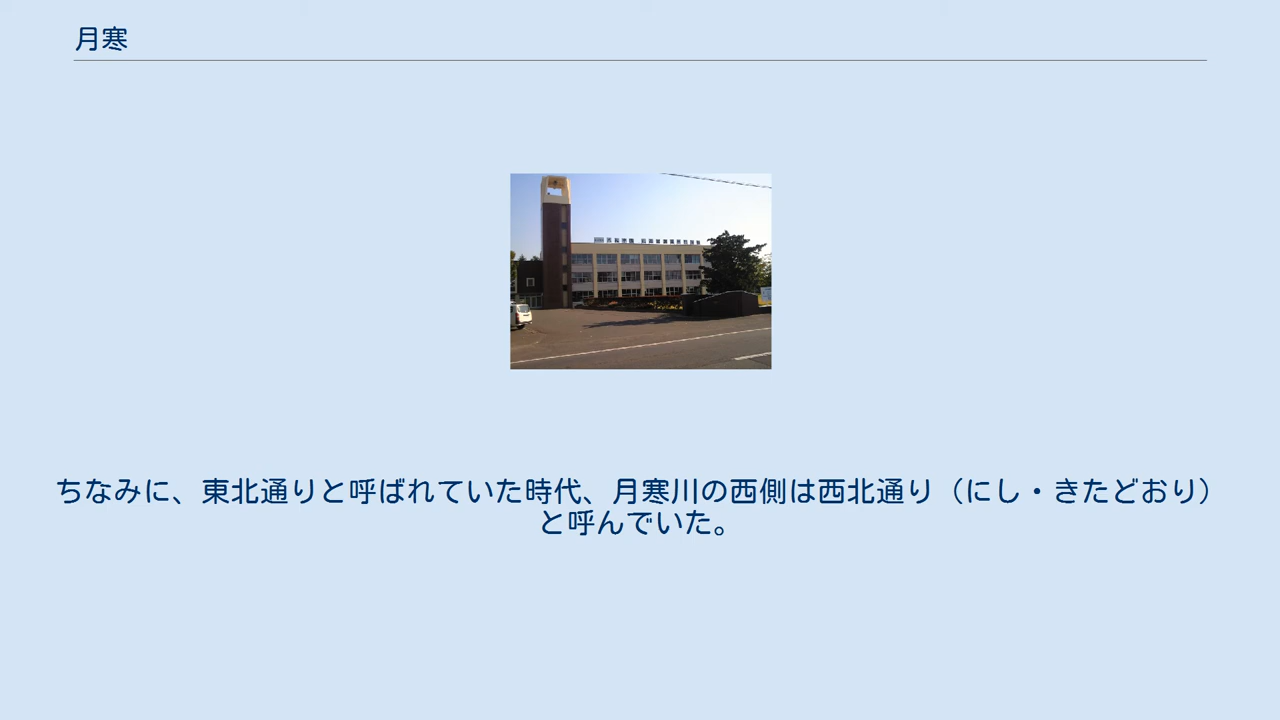 月寒
ちなみに、東北通りと呼ばれていた時代、月寒川の西側は西北通り（にし・きたどおり）
と呼んでいた。